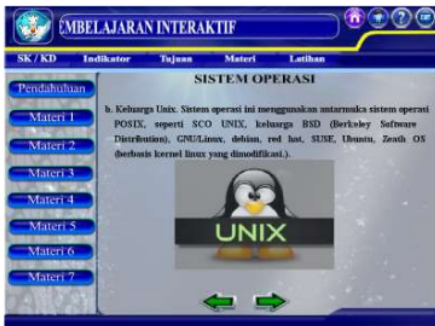 EMBELAJARAN INTERAKTIF
SK / KD Indikator Tujuan Materi Latihan
Pendahuluan
Materi 1
Materi 2
Materi 3
Materi 4
Materi 5
Materi 6
Materi 7
SISTEM OPERASI
b. Keluarga Unix. Sistem operasi ini menggunakan antarmuka sistem operasi
POSIX, seperti SCO UNIX, keluarga BSD (Berkeley Software
Distribution), GNU/Linux, debian, red hat, SUSE, Ubuntu, Zeath OS
(berbasis kernel linux yang dimodifikasi.).
UNIX